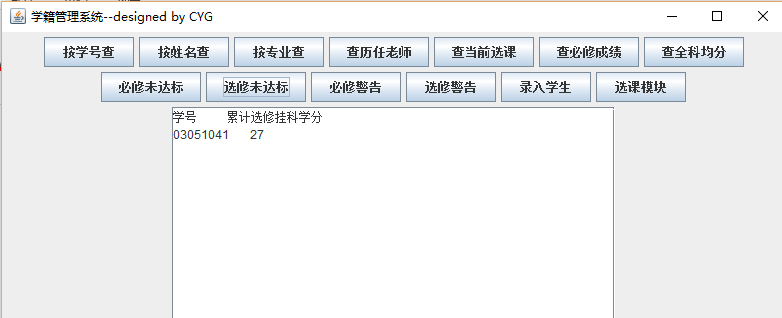 学籍管理系统--designed by CYG
按学号查 按姓名查 按专业查 查历任老师 查当前选课 查必修成绩 查全科均分
必修未达标 选修未达标 必修警告 选修警告 录入学生 选课模块
学号 累计选修挂科学分
03051041 27